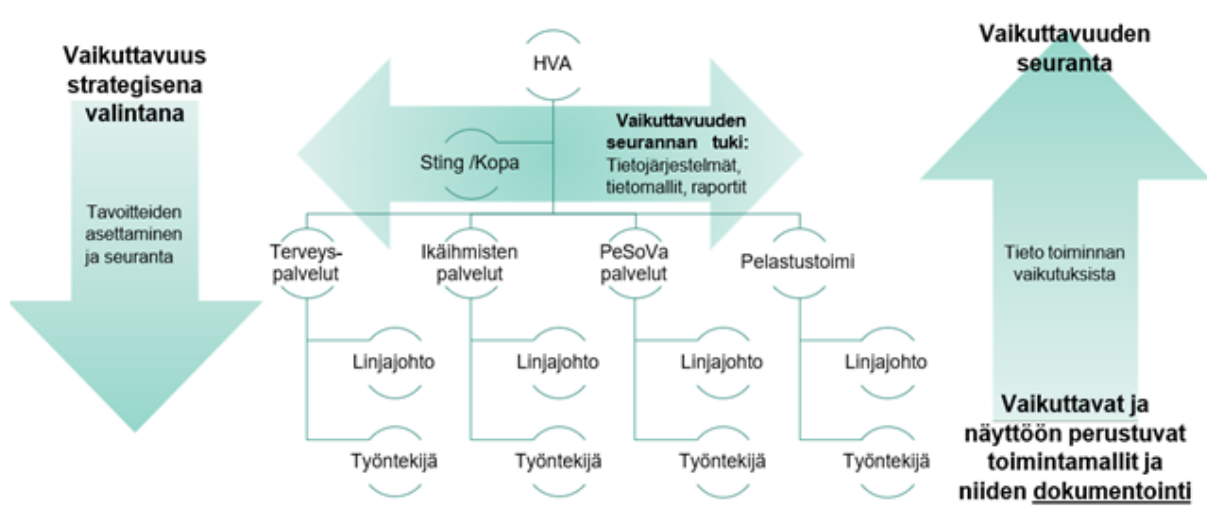 Vaikuttavuus
strategisena
valintana
Tavoitteiden
asettaminen
ja seuranta
HVA
Sting /Kopa
Vaikuttavuuden
seurannan tuki:
Tietojärjestelmät,
tietomallit, raportit
Terveys-
palvelut
Ikäihmisten
palvelut
PeSoVa
palvelut
Pelastustoimi
Linjajohto
Linjajohto
Linjajohto
Linjajohto
Työntekijä
Työntekijä
Työntekijä
Työntekijä
Vaikuttavuuden
seuranta
Tieto toiminnan
vaikutuksista
Vaikuttavat ja
näyttöön perustuvat
toimintamallit ja
niiden dokumentointi